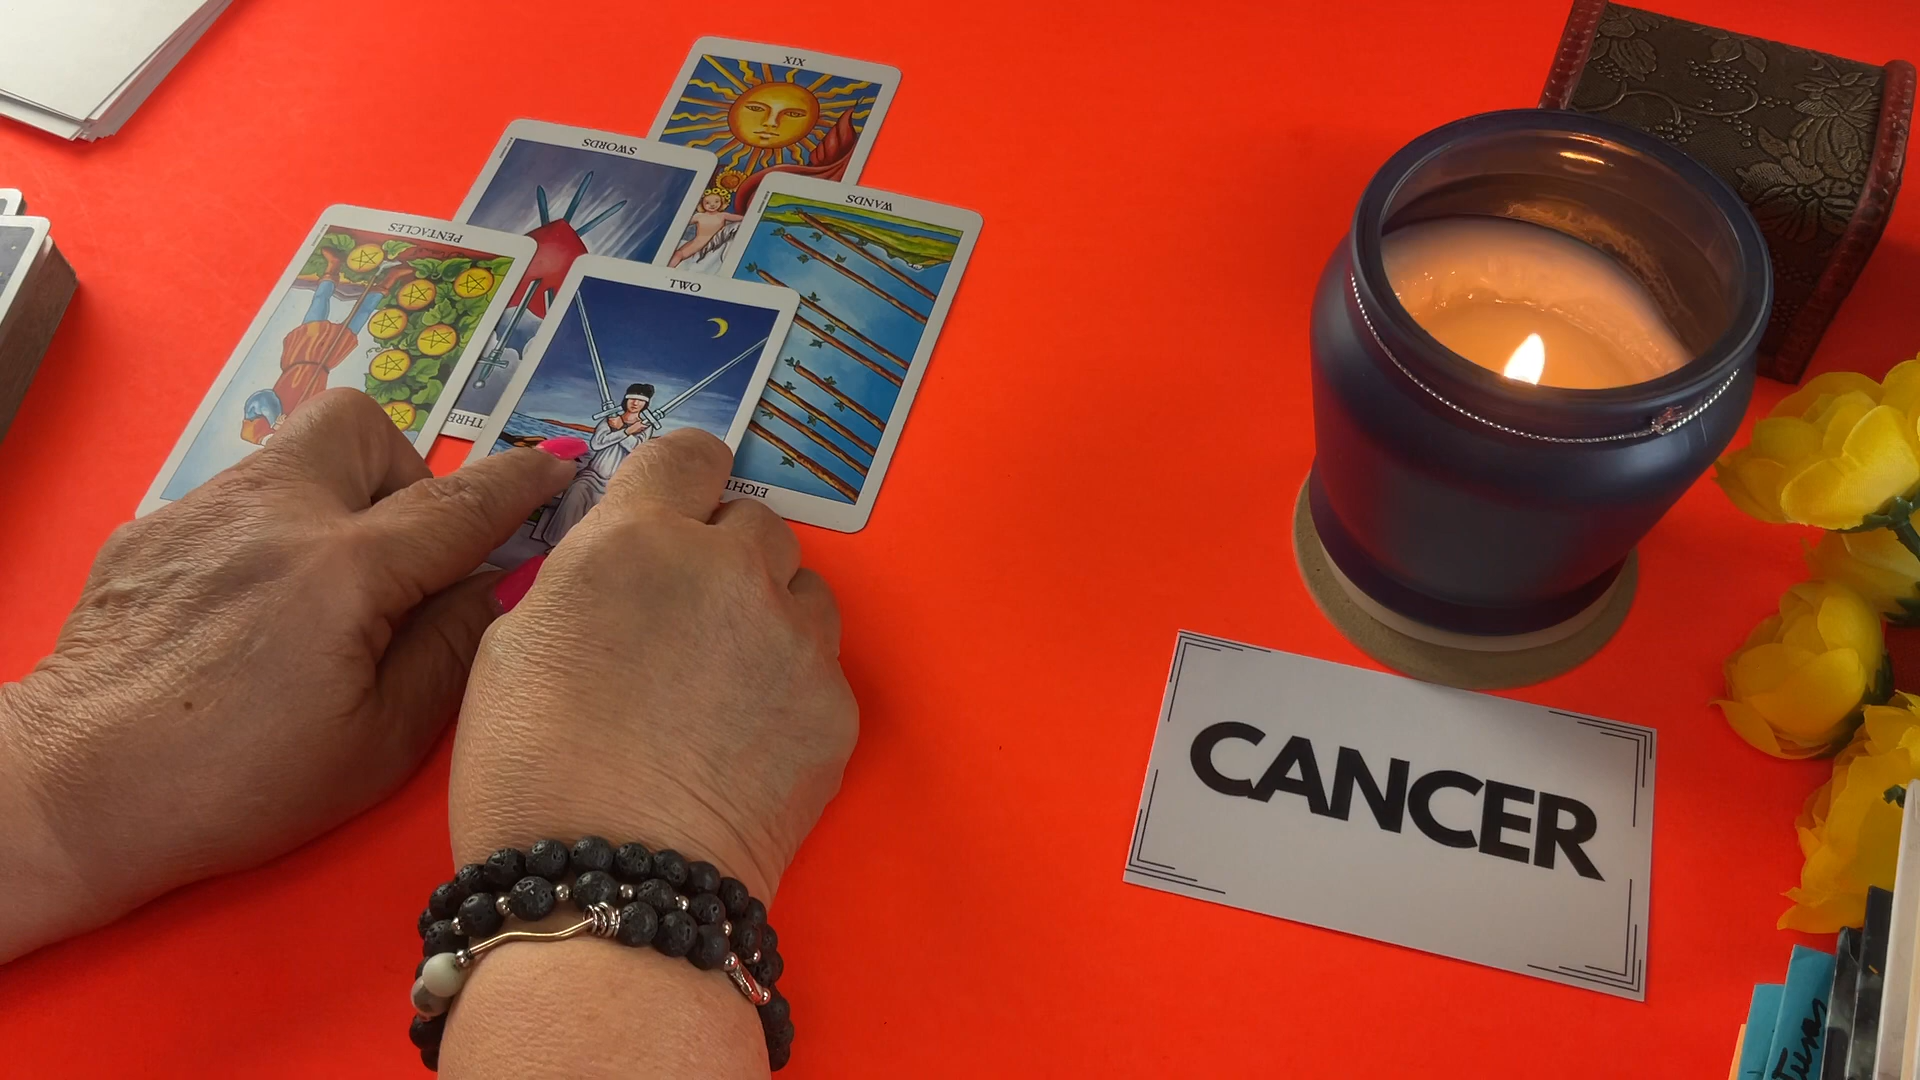 XIX
SWORDS
WANDS
PENTACLES
TWO
THRE
EIGHT
CANCER